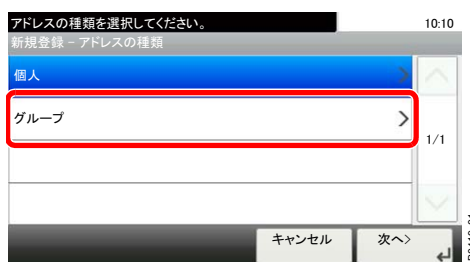 アドレスの種類を選択してください。
10:10
新規登録 - アドレスの種類
個人
グループ
1/1
キャンセル
次へ>